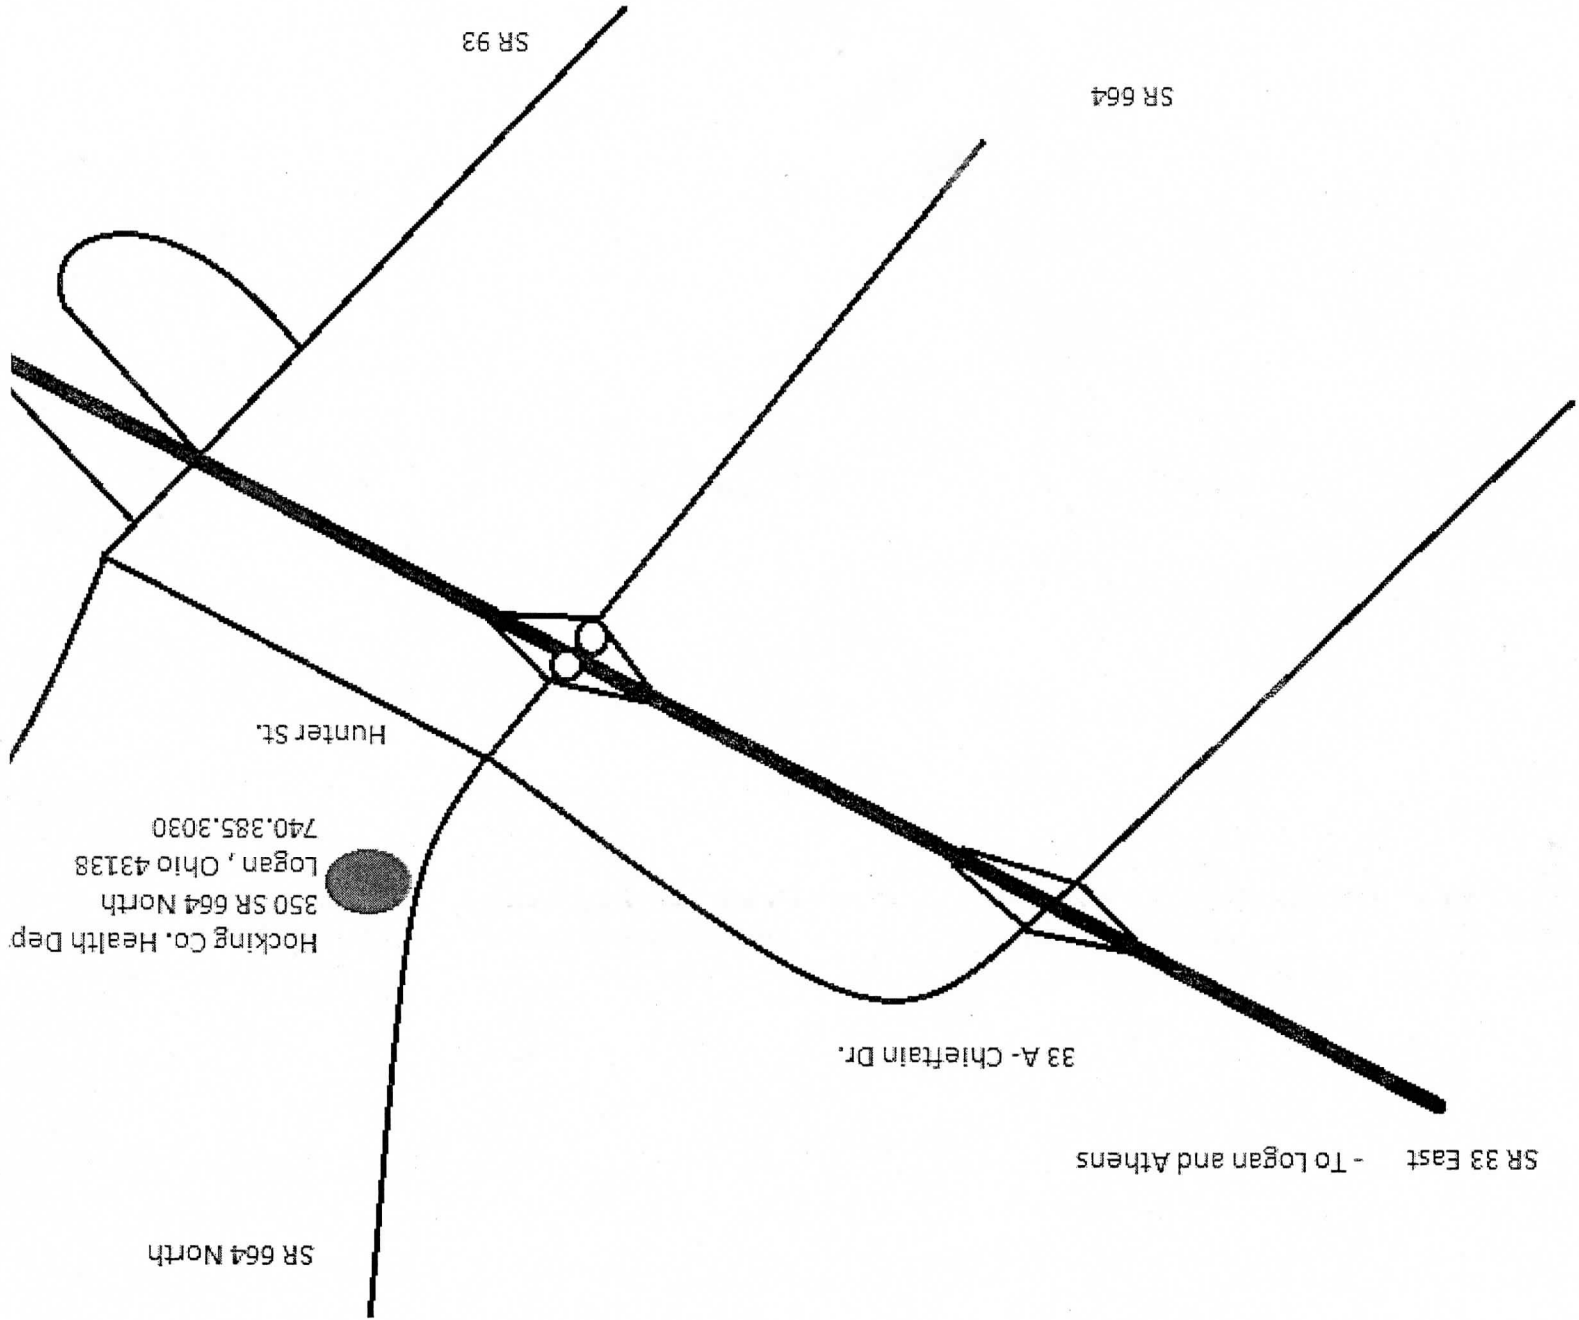 SR 664 North
SR 33 East - To Logan and Athens
33 A- Chieftain Dr.
Hocking Co. Health Dep
350 SR 664 North
Logan , Ohio 43138
740.385.3030
Hunter St.
SR 664
SR 93